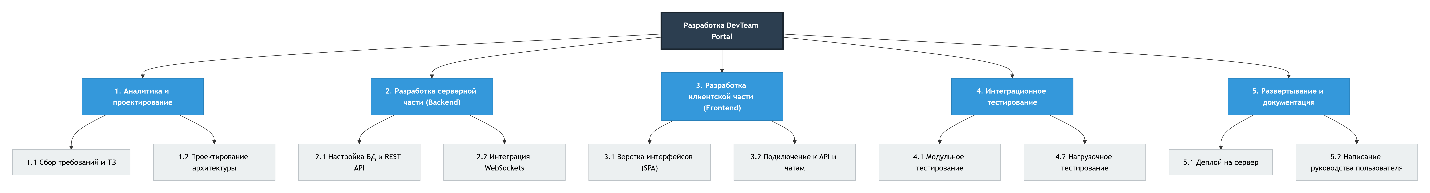 Разработка DevTeam
Portal
1. Аналитика и
проектирование
2. Разработка серверной
части (Backend)
3. Разработка
клиентской части
(Frontend)
4. Интеграционное
тестирование
5. Развертывание и
документация
1.1 Сбор требований и ТЗ
1.2 Проектирование
архитектуры
2.1 Настройка БД и REST
API
2.2 Интеграция
WebSockets
3.1 Верстка интерфейсов
(SPA)
3.2 Подключение к API и
чатам
4.1 Модульное
тестирование
4.2 Нагрузочное
тестирование
5.1 Деплой на сервер
5.2 Написание
руководства пользователя